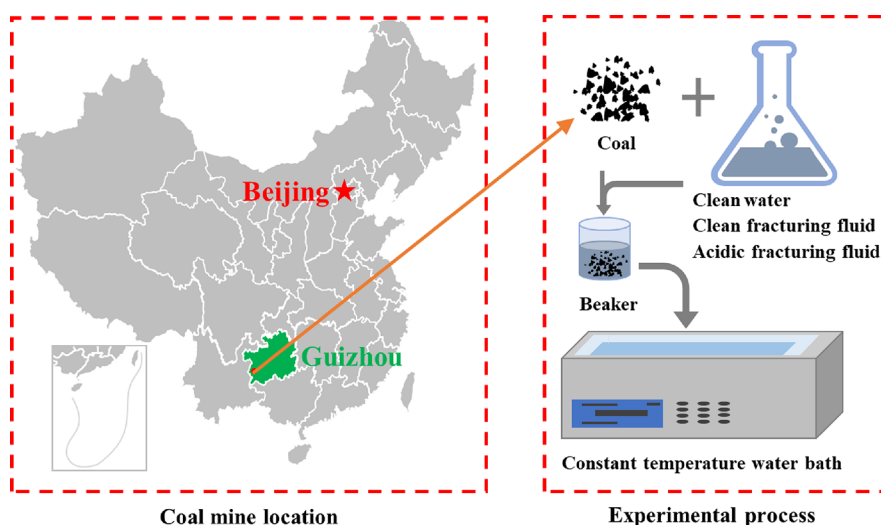 Beijing
Guizhou
Coal mine location
Coal
Clean water
Clean fracturing fluid
Acidic fracturing fluid
Beaker
Constant temperature water bath
Experimental process